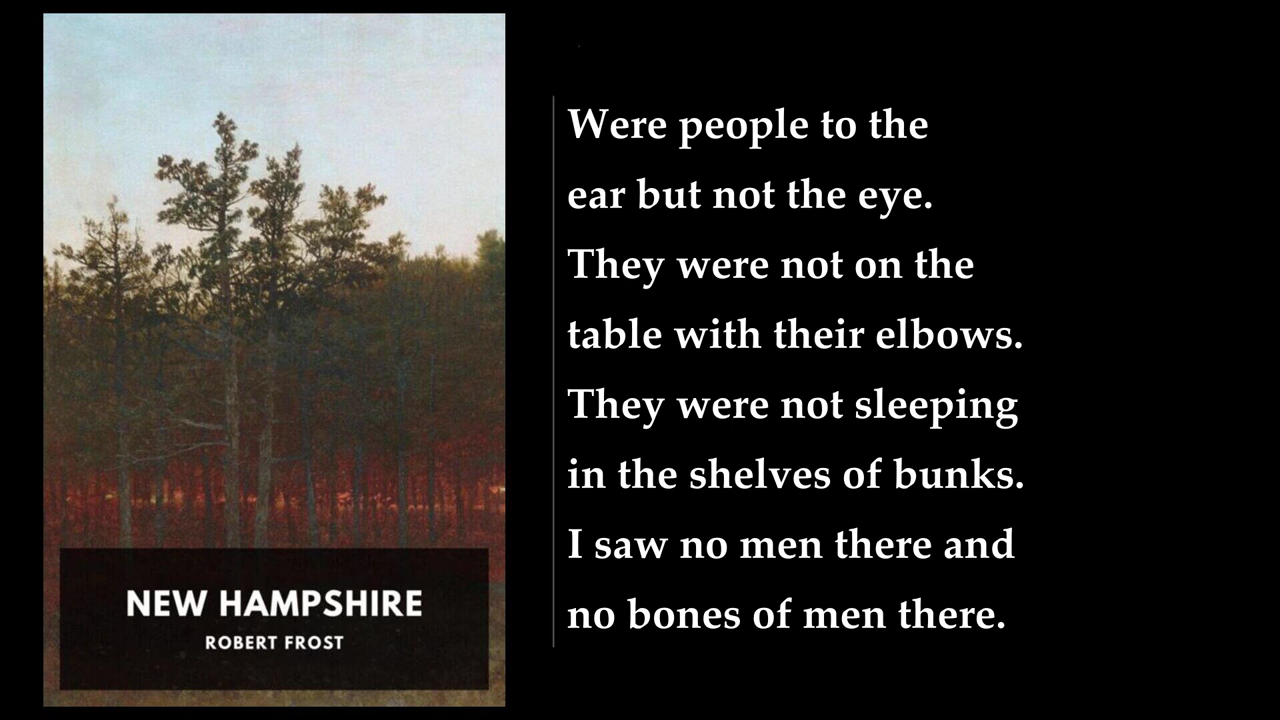 NEW HAMPSHIRE
ROBERT FROST
Were people to the
ear but not the eye.
They were not on the
table with their elbows.
They were not sleeping
in the shelves of bunks.
I saw no men there and
no bones of men there.